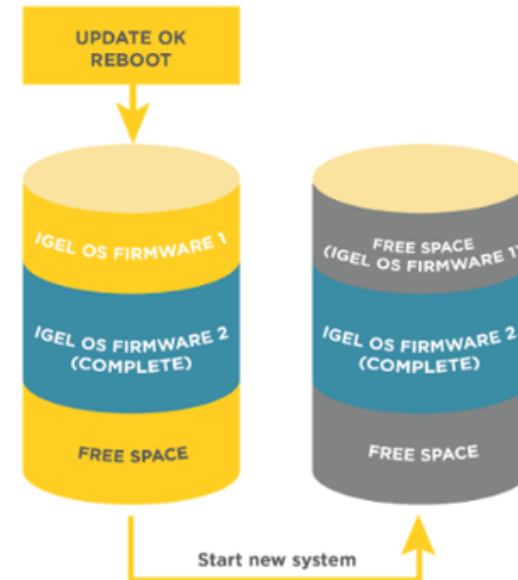 UPDATE OK
REBOOT
IGEL OS FIRMWARE 1
IGEL OS FIRMWARE 2
(COMPLETE)
FREE SPACE
FREE SPACE
(IGEL OS FIRMWARE 1)
IGEL OS FIRMWARE 2
(COMPLETE)
FREE SPACE
Start new system